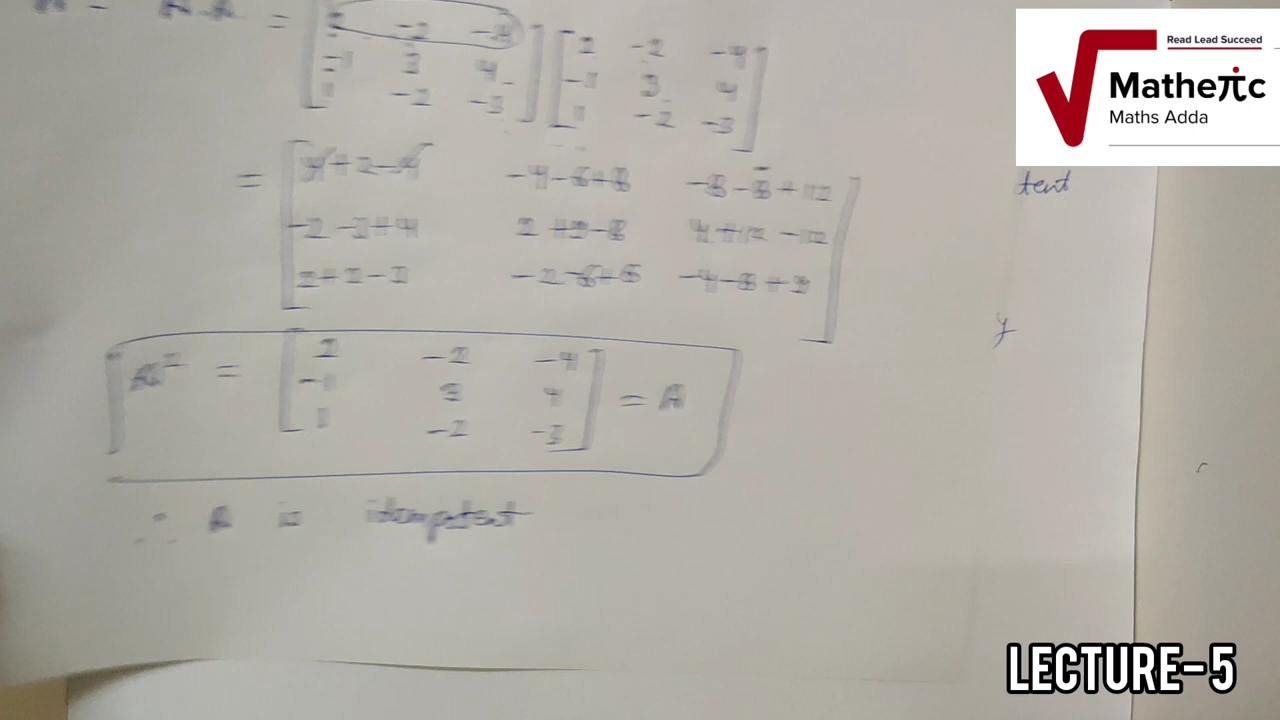 = [ 2 -2 -4 ] [ 2 -2 -4 ]
-1 3 4 -1 3 4
1 -2 -3 1 -2 -3
= [ 4+2-4 -4-6+8 -8-8+12
-2-3+4 2+9-8 4+12-12
2+2-3 -2-6+6 -4-8+9 ]
A² = [ 2 -2 -4
-1 3 4 ] = A
1 -2 -3
∴ A is idempotent
tent
y
Read Lead Succeed
Matheπc
Maths Adda
LECTURE-5